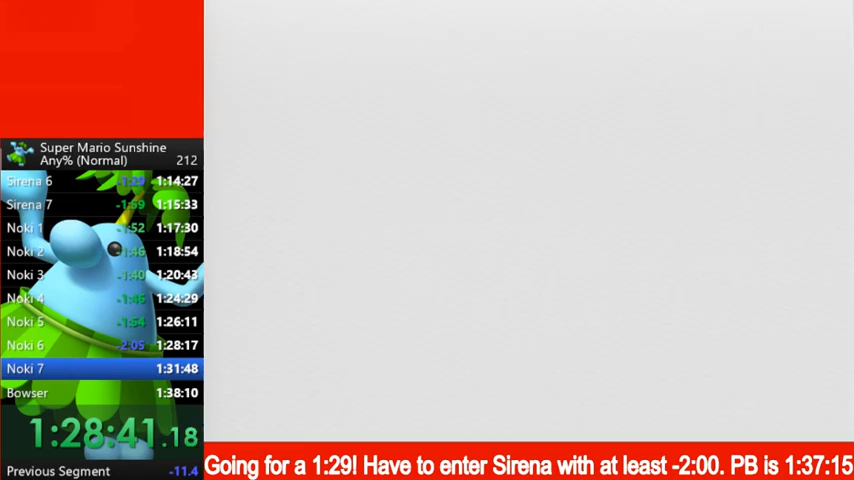 Super Mario Sunshine
Any% (Normal) 212
Sirena 6 -1:29 1:14:27
Sirena 7 -1:59 1:15:33
Noki 1 -1:52 1:17:30
Noki 2 -1:46 1:18:54
Noki 3 -1:40 1:20:43
Noki 4 -1:46 1:24:29
Noki 5 -1:54 1:26:11
Noki 6 -2:05 1:28:17
Noki 7 1:31:48
Bowser 1:38:10
1:28:41.18
Previous Segment -11.4
Going for a 1:29! Have to enter Sirena with at least -2:00. PB is 1:37:15